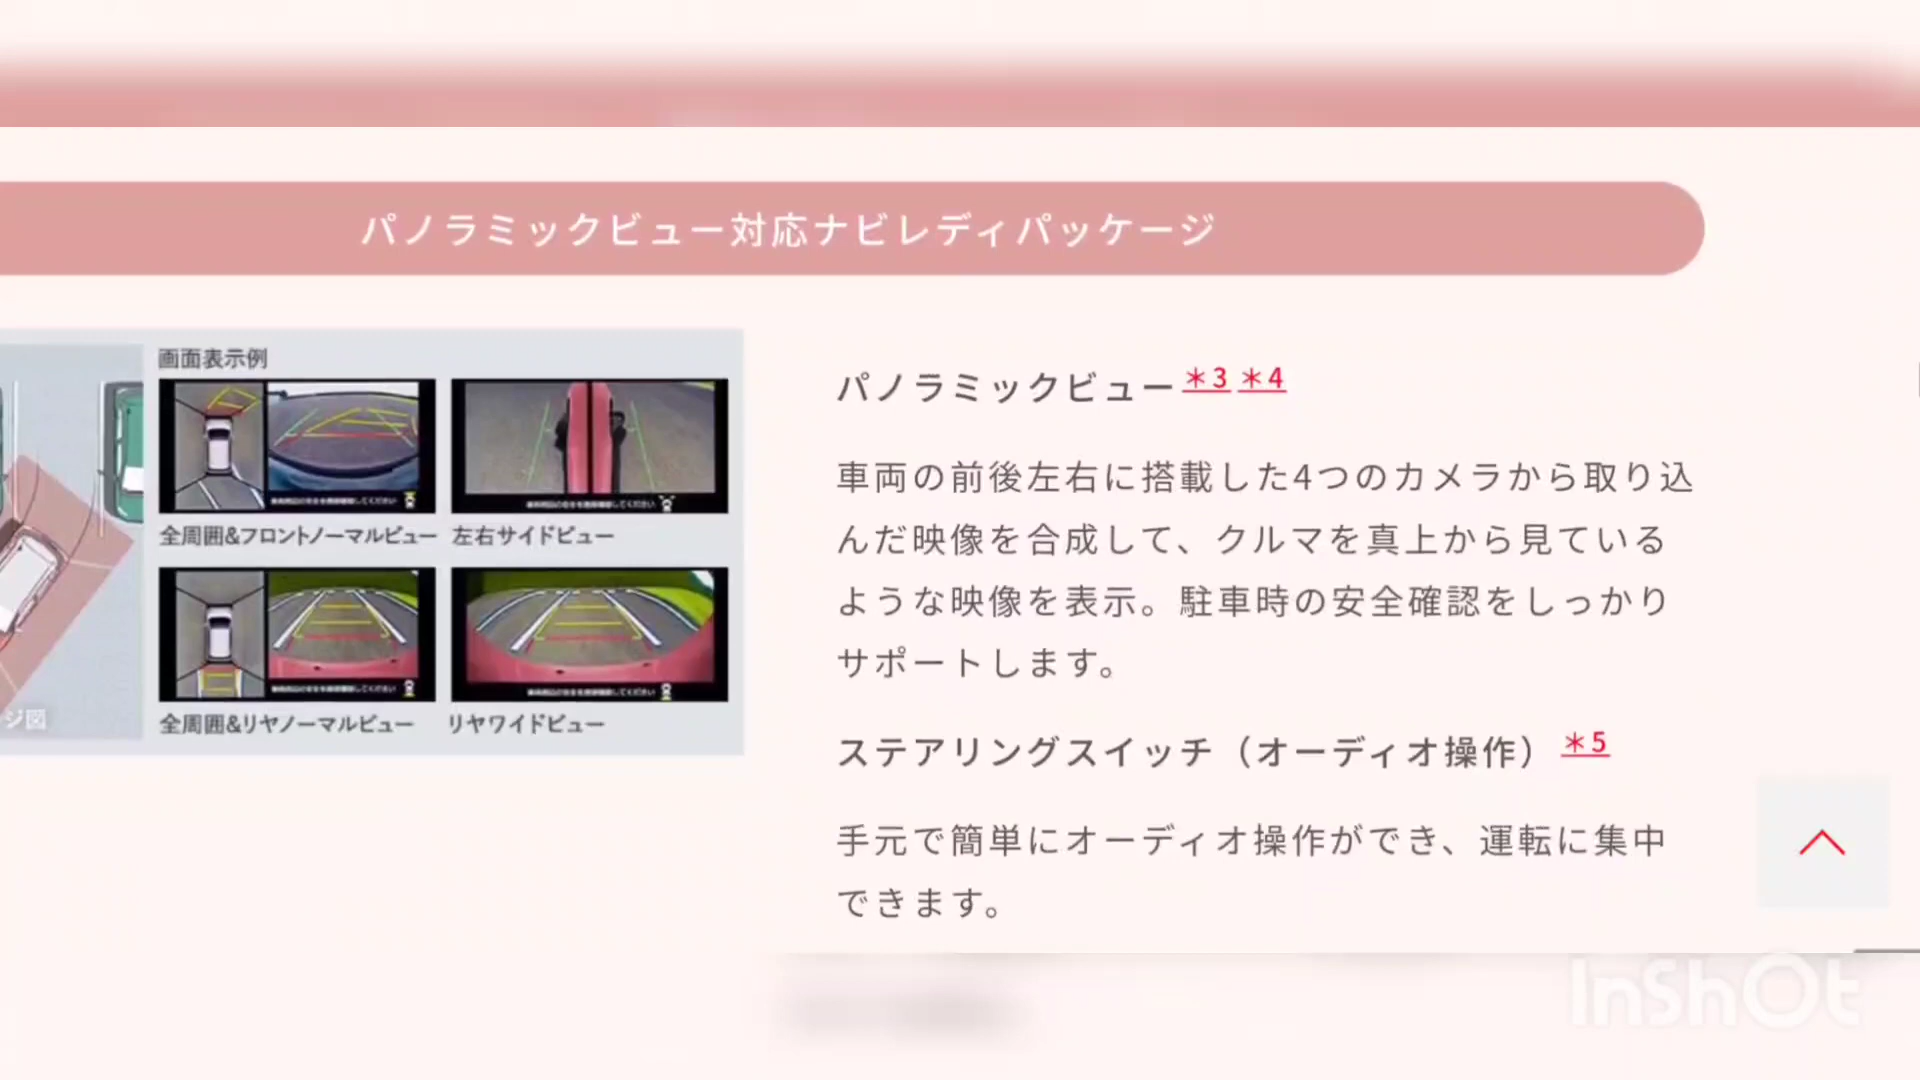 パノラミックビュー対応ナビレディパッケージ
画面表示例
全周囲&フロントノーマルビュー
左右サイドビュー
全周囲&リヤノーマルビュー
リヤワイドビュー
ジ図
パノラミックビュー ＊3 ＊4
車両の前後左右に搭載した4つのカメラから取り込
んだ映像を合成して、クルマを真上から見ている
ような映像を表示。駐車時の安全確認をしっかり
サポートします。
ステアリングスイッチ（オーディオ操作） ＊5
手元で簡単にオーディオ操作ができ、運転に集中
できます。
InShOt